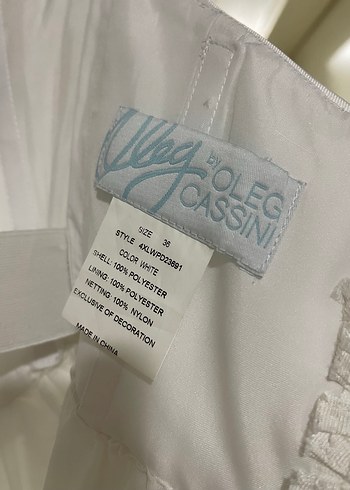 Oleg
by OLEG
CASSINI
SIZE 36
STYLE 4XLWPD23691
COLOR WHITE
SHELL: 100% POLYESTER
LINING: 100% POLYESTER
NETTING: 100% NYLON
EXCLUSIVE OF DECORATION
MADE IN CHINA